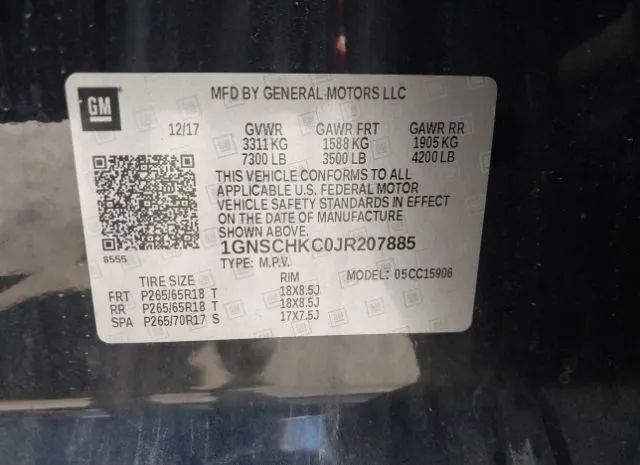 GM
MFD BY GENERAL MOTORS LLC
12/17 GVWR GAWR FRT GAWR RR
3311 KG 1588 KG 1905 KG
7300 LB 3500 LB 4200 LB
THIS VEHICLE CONFORMS TO ALL
APPLICABLE U.S. FEDERAL MOTOR
VEHICLE SAFETY STANDARDS IN EFFECT
ON THE DATE OF MANUFACTURE
SHOWN ABOVE.
8555
1GNSCHKC0JR207885
TYPE: M.P.V. MODEL: 05CC15906
TIRE SIZE RIM
FRT P265/65R18 T 18X8.5J
RR P265/65R18 T 18X8.5J
SPA P265/70R17 S 17X7.5J